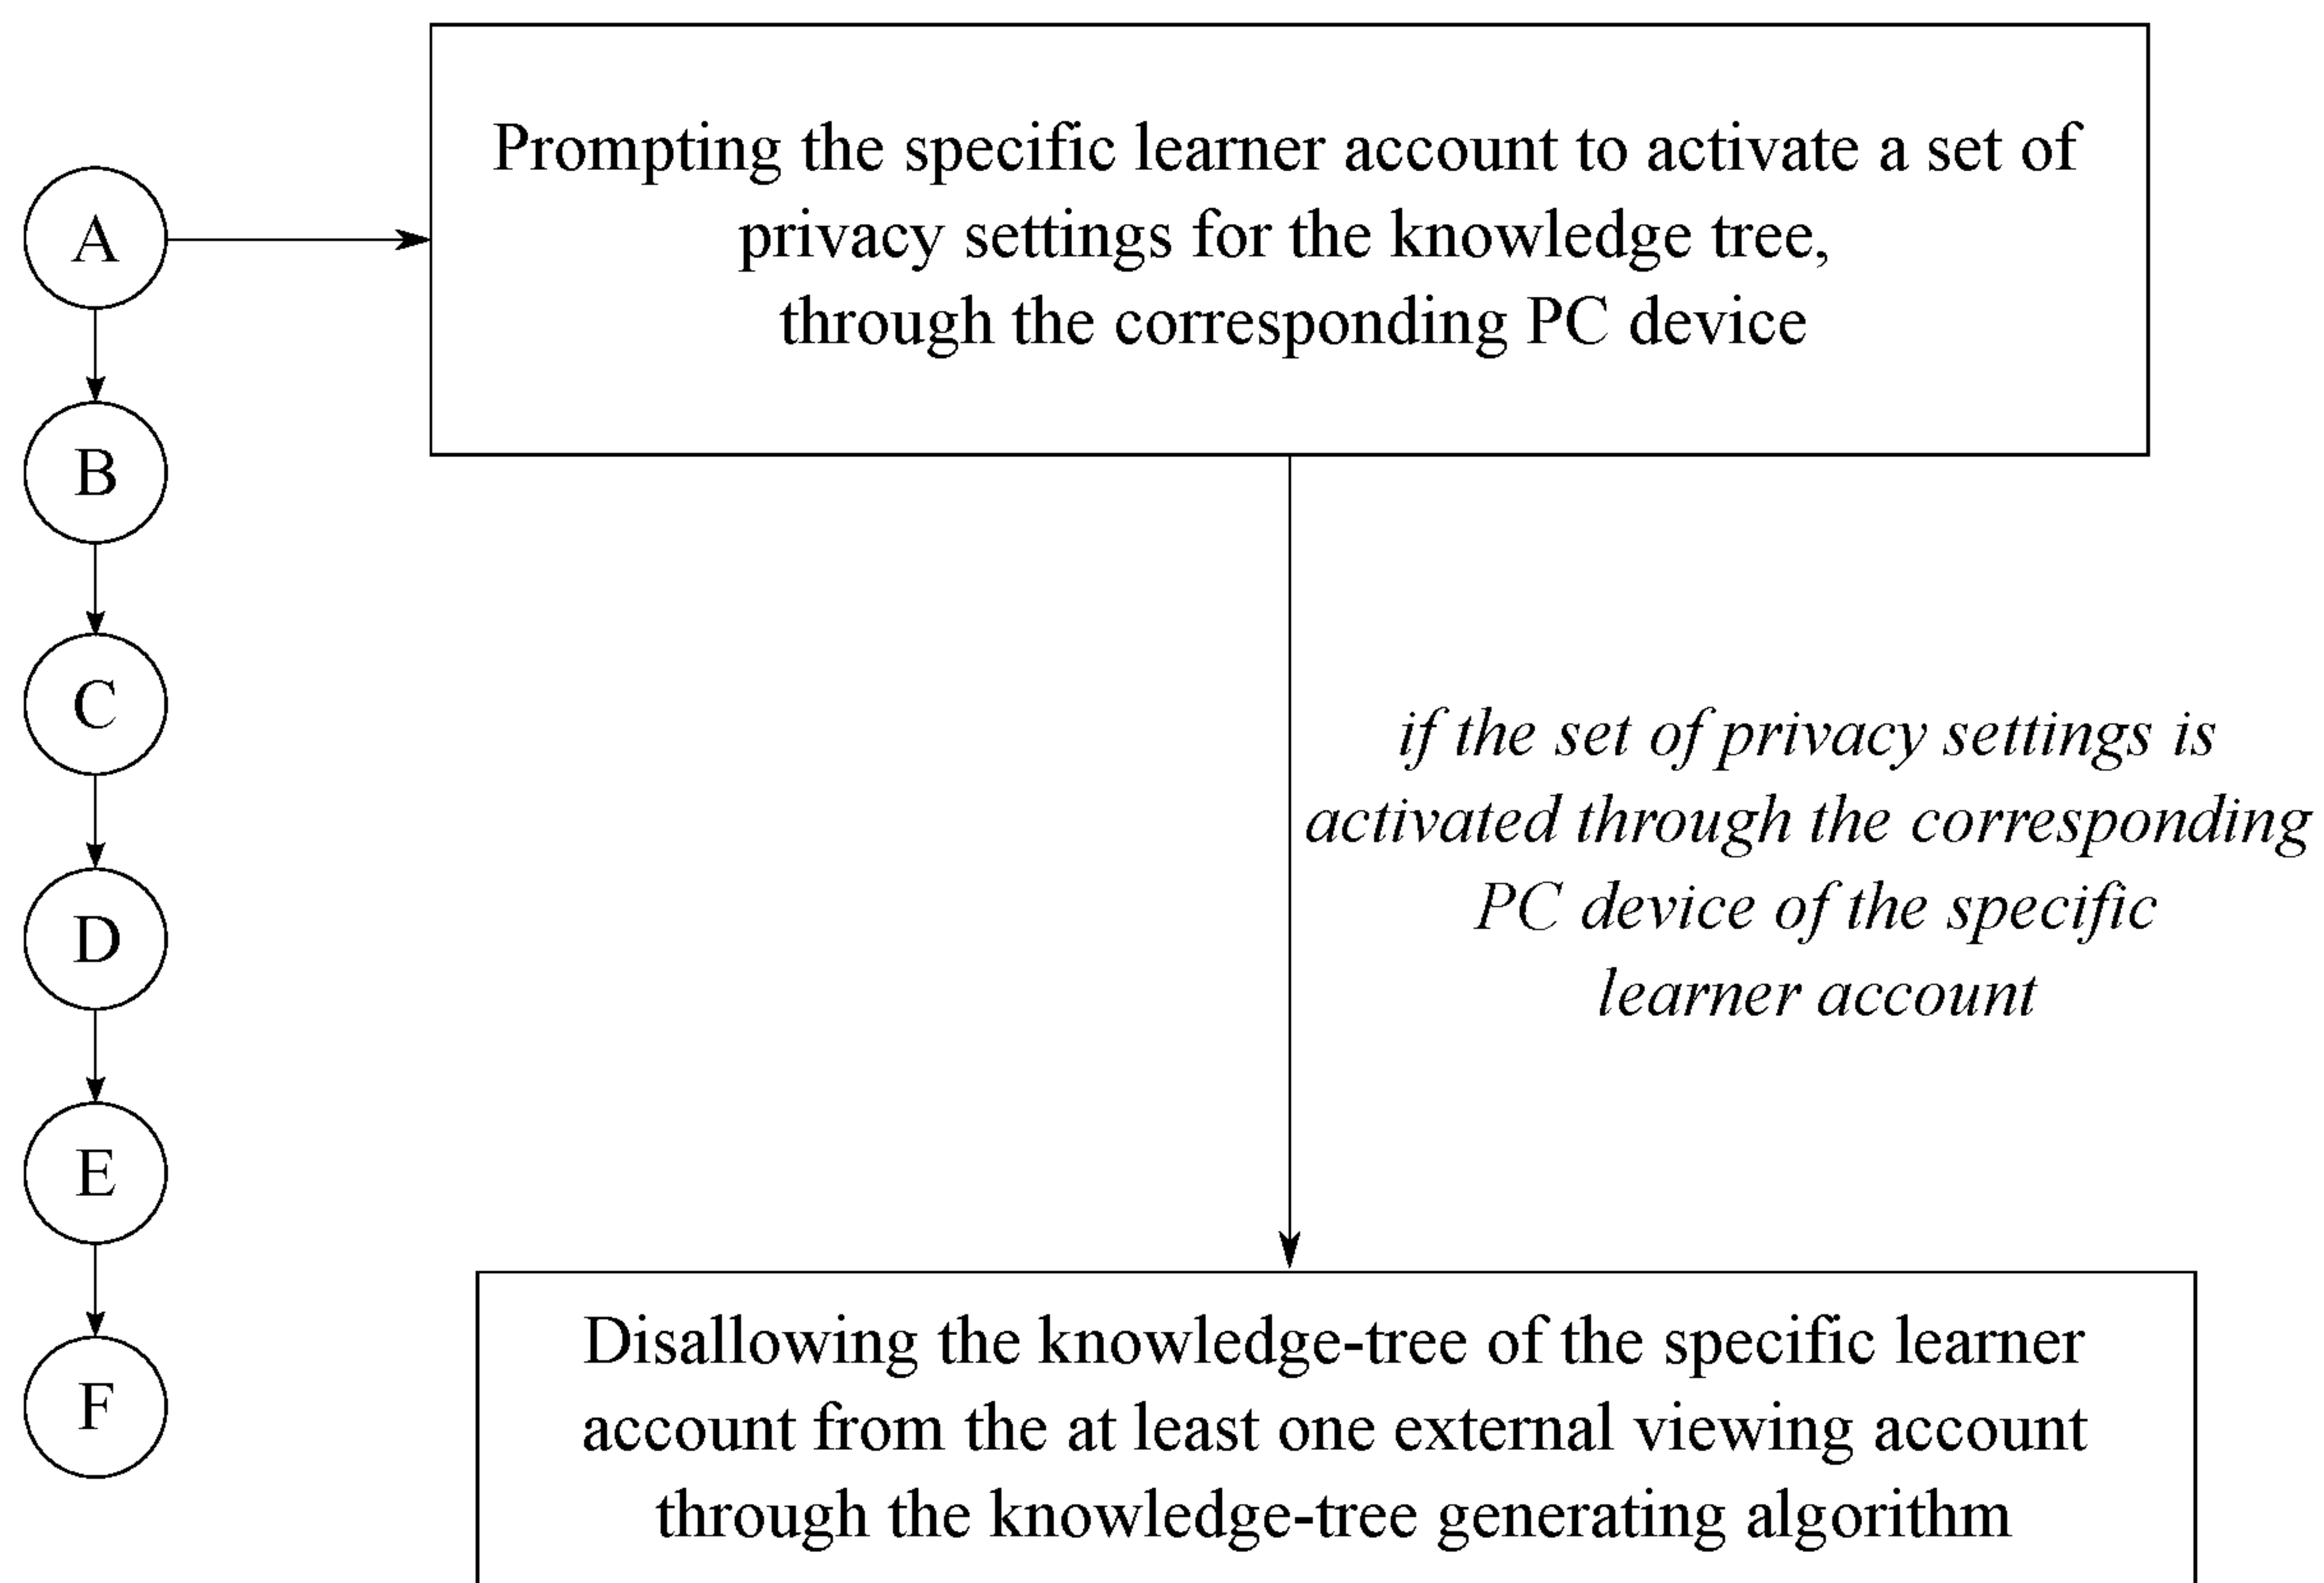 A
Prompting the specific learner account to activate a set of
privacy settings for the knowledge tree,
through the corresponding PC device
B
C
if the set of privacy settings is
activated through the corresponding
PC device of the specific
learner account
D
E
F
Disallowing the knowledge-tree of the specific learner
account from the at least one external viewing account
through the knowledge-tree generating algorithm